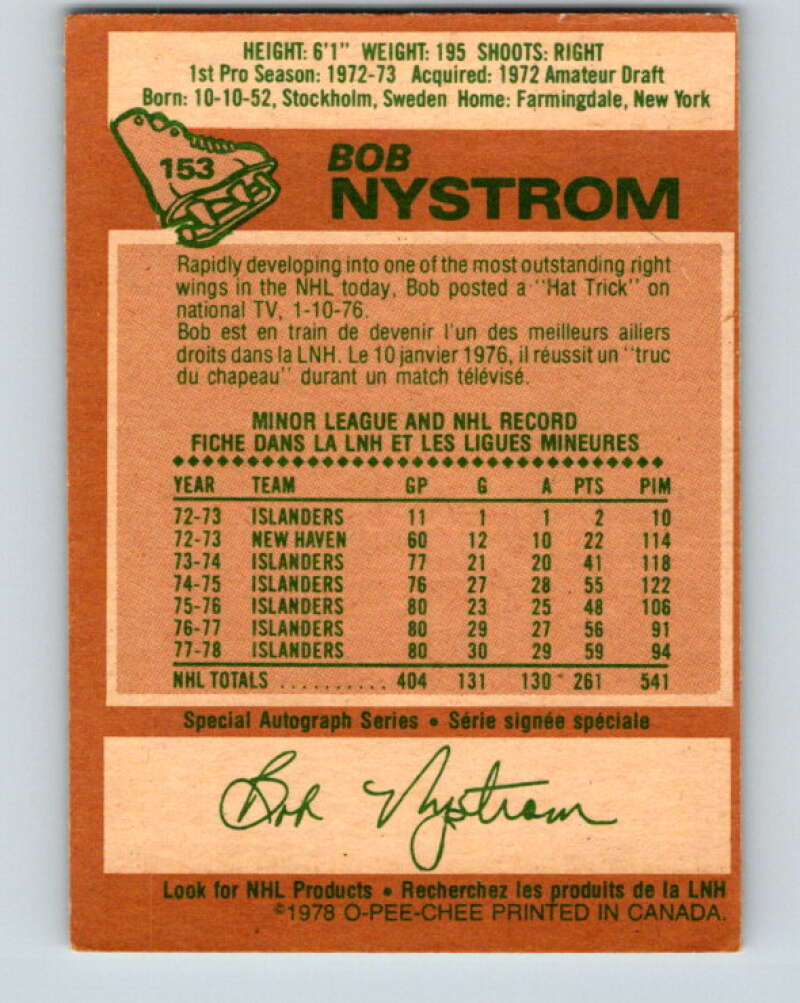 HEIGHT: 6'1" WEIGHT: 195 SHOOTS: RIGHT
1st Pro Season: 1972-73 Acquired: 1972 Amateur Draft
Born: 10-10-52, Stockholm, Sweden Home: Farmingdale, New York
153
BOB
NYSTROM
Rapidly developing into one of the most outstanding right
wings in the NHL today, Bob posted a "Hat Trick" on
national TV, 1-10-76.
Bob est en train de devenir l'un des meilleurs ailiers
droits dans la LNH. Le 10 janvier 1976, il réussit un "truc
du chapeau" durant un match télévisé.
MINOR LEAGUE AND NHL RECORD
FICHE DANS LA LNH ET LES LIGUES MINEURES
YEAR TEAM GP G A PTS PIM
72-73 ISLANDERS 11 1 1 2 10
72-73 NEW HAVEN 60 12 10 22 114
73-74 ISLANDERS 77 21 20 41 118
74-75 ISLANDERS 76 27 28 55 122
75-76 ISLANDERS 80 23 25 48 106
76-77 ISLANDERS 80 29 27 56 91
77-78 ISLANDERS 80 30 29 59 94
NHL TOTALS .......... 404 131 130 261 541
Special Autograph Series • Série signée spéciale
Bob Nystrom
Look for NHL Products • Recherchez les produits de la LNH
©1978 O-PEE-CHEE PRINTED IN CANADA.